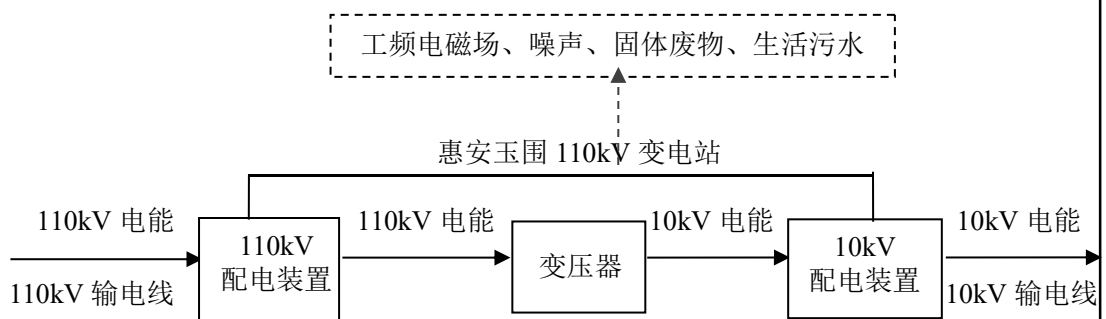 工频电磁场、噪声、固体废物、生活污水
惠安玉围 110kV 变电站
110kV 电能
110kV 电能
10kV 电能
10kV 电能
110kV
配电装置
变压器
10kV
配电装置
110kV 输电线
10kV 输电线